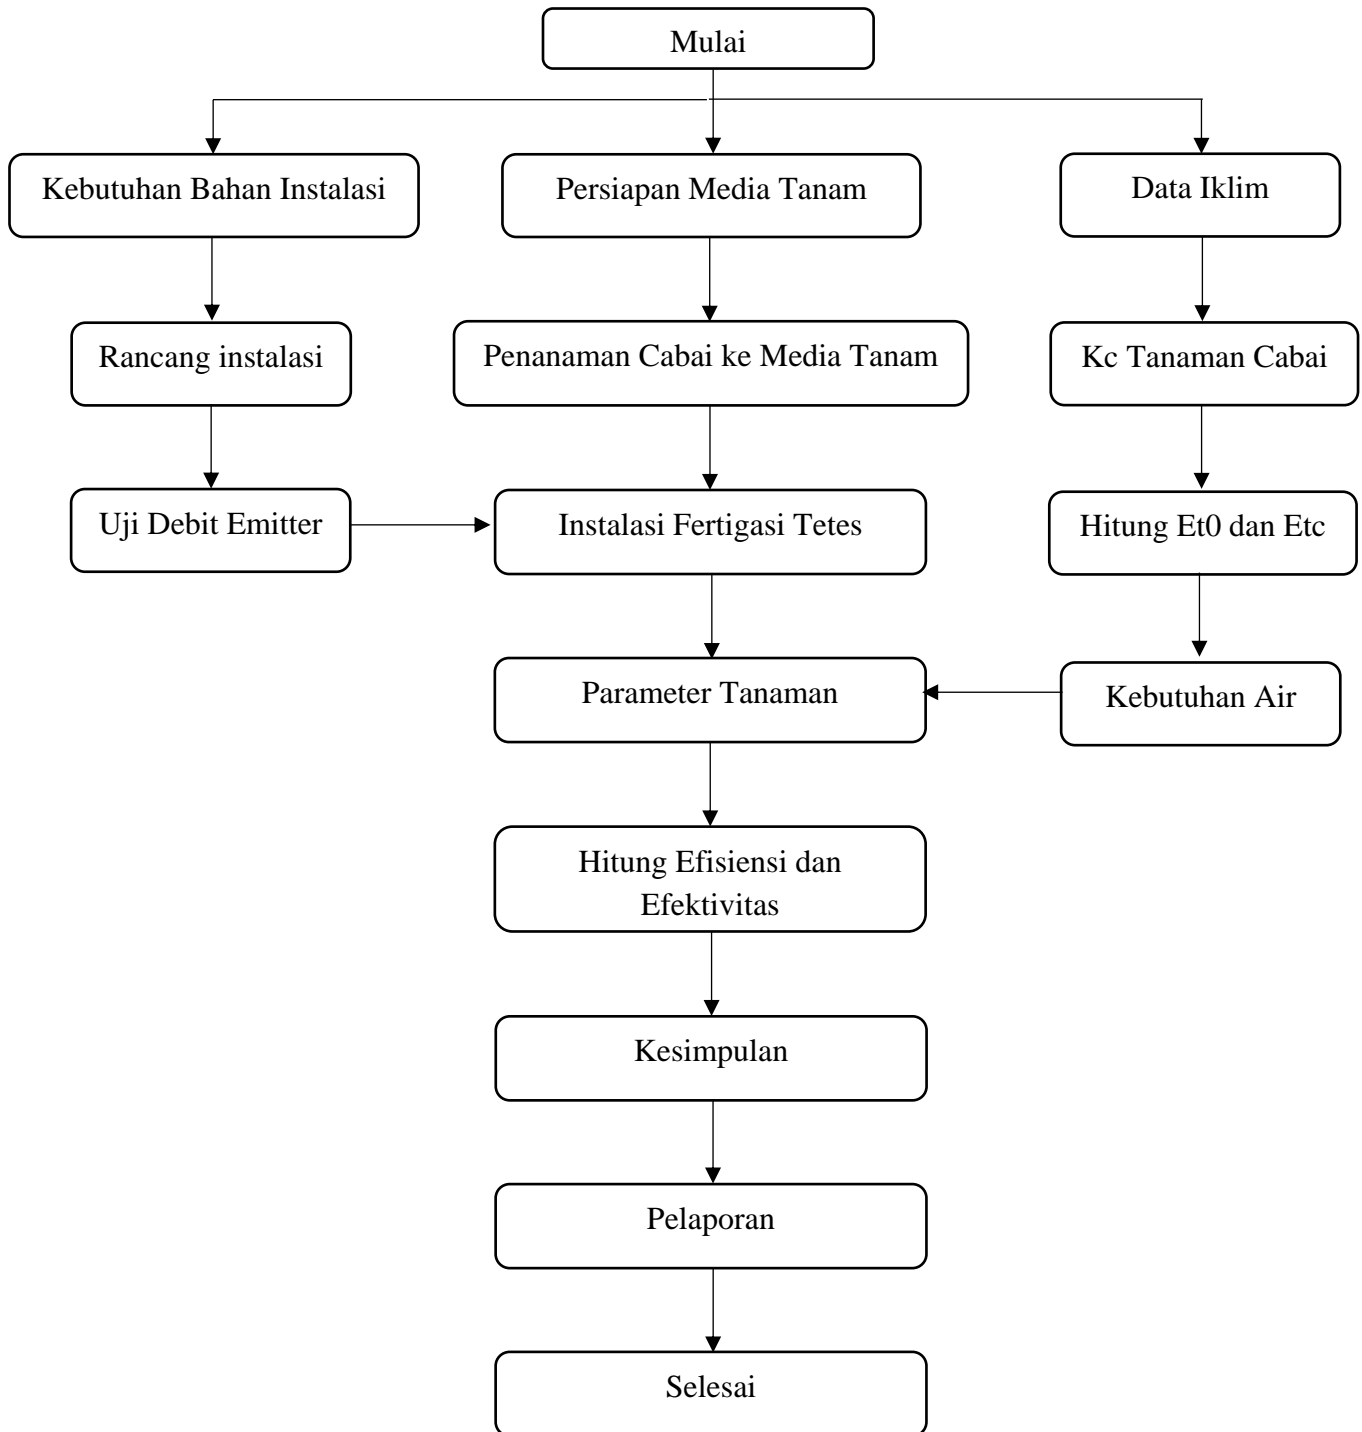 Mulai
Kebutuhan Bahan Instalasi
Persiapan Media Tanam
Data Iklim
Rancang instalasi
Penanaman Cabai ke Media Tanam
Kc Tanaman Cabai
Uji Debit Emitter
Instalasi Fertigasi Tetes
Hitung Et0 dan Etc
Parameter Tanaman
Kebutuhan Air
Hitung Efisiensi dan
Efektivitas
Kesimpulan
Pelaporan
Selesai